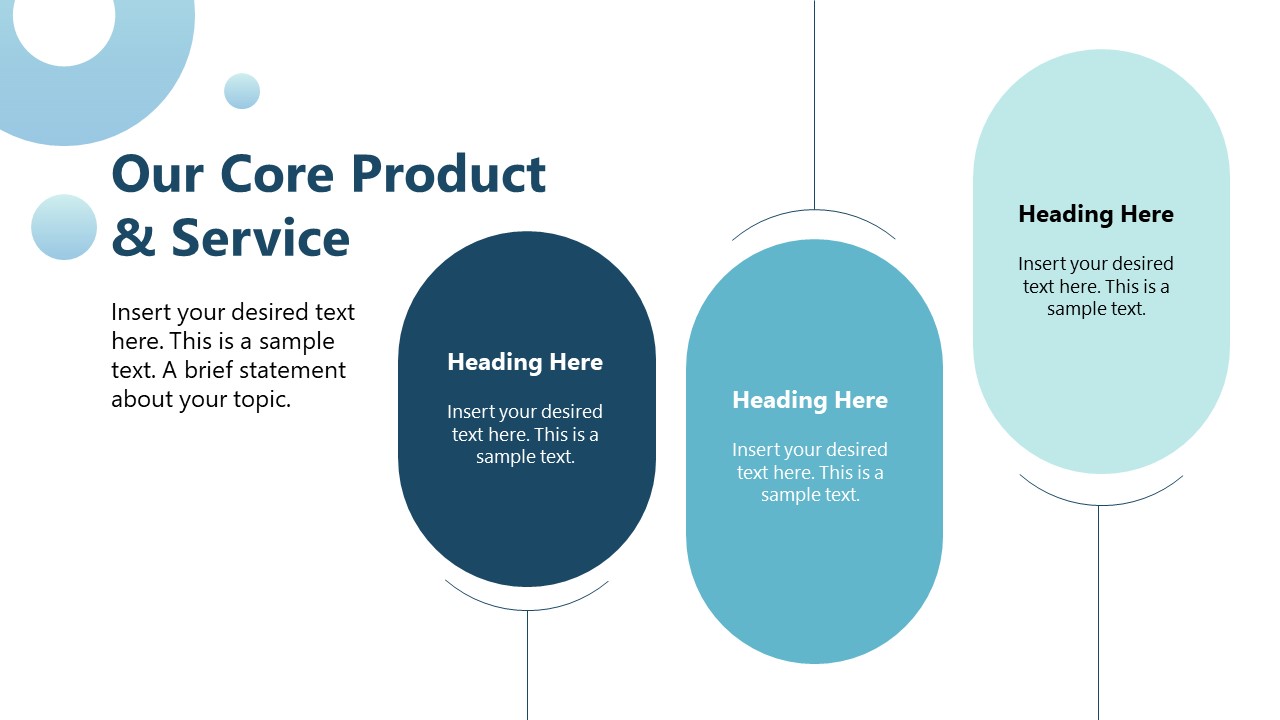 Our Core Product
& Service
Insert your desired text
here. This is a sample
text. A brief statement
about your topic.
Heading Here
Insert your desired
text here. This is a
sample text.
Heading Here
Insert your desired
text here. This is a
sample text.
Heading Here
Insert your desired
text here. This is a
sample text.